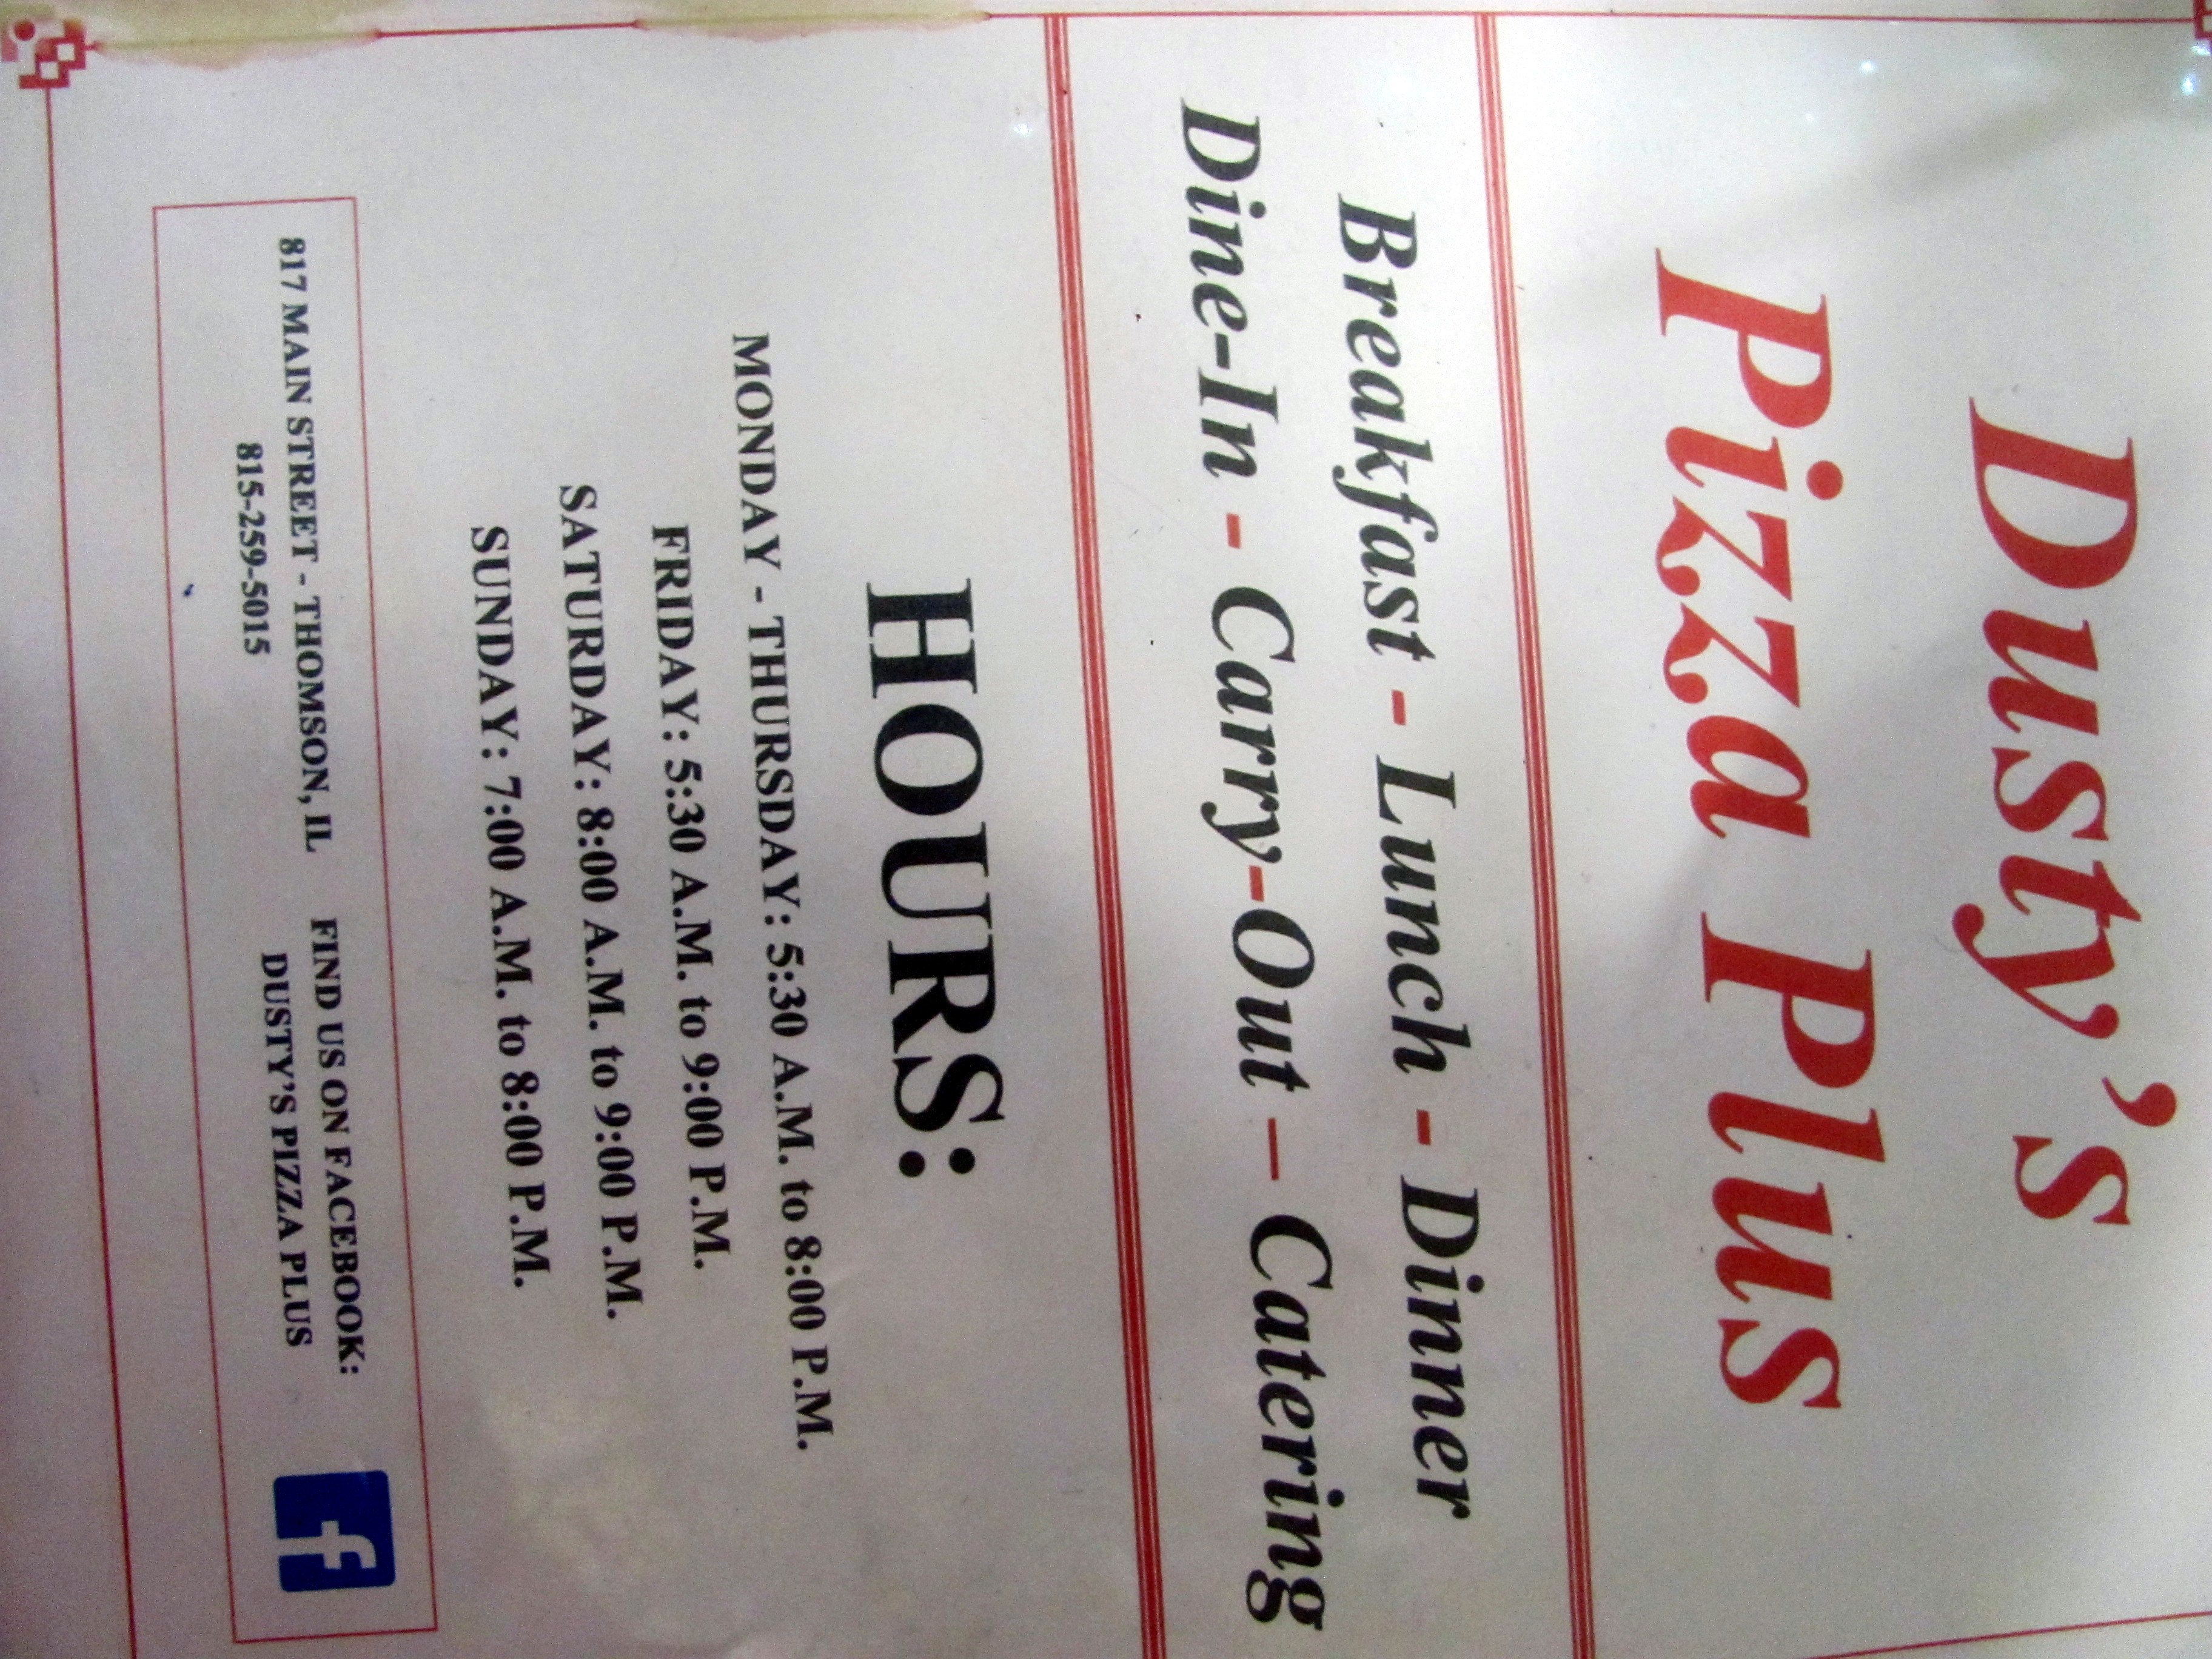 Dusty's
Pizza Plus
Breakfast - Lunch - Dinner
Dine-In - Carry-Out – Catering
HOURS:
MONDAY - THURSDAY: 5:30 A.M. to 8:00 P.M.
FRIDAY: 5:30 A.M. to 9:00 P.M.
SATURDAY: 8:00 A.M. to 9:00 P.M.
SUNDAY: 7:00 A.M. to 8:00 P.M.
817 MAIN STREET - THOMSON, IL
815-259-5015
FIND US ON FACEBOOK:
DUSTY'S PIZZA PLUS
f